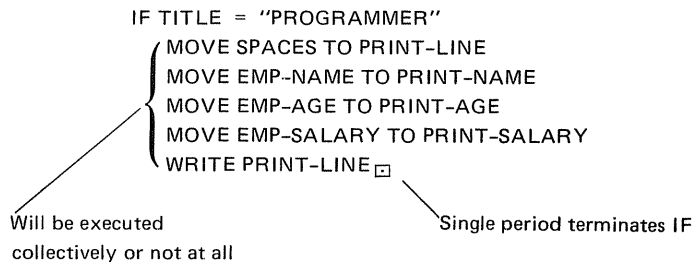 IF TITLE = "PROGRAMMER"
MOVE SPACES TO PRINT-LINE
MOVE EMP-NAME TO PRINT-NAME
MOVE EMP-AGE TO PRINT-AGE
MOVE EMP-SALARY TO PRINT-SALARY
WRITE PRINT-LINE.
Will be executed
collectively or not at all
Single period terminates IF